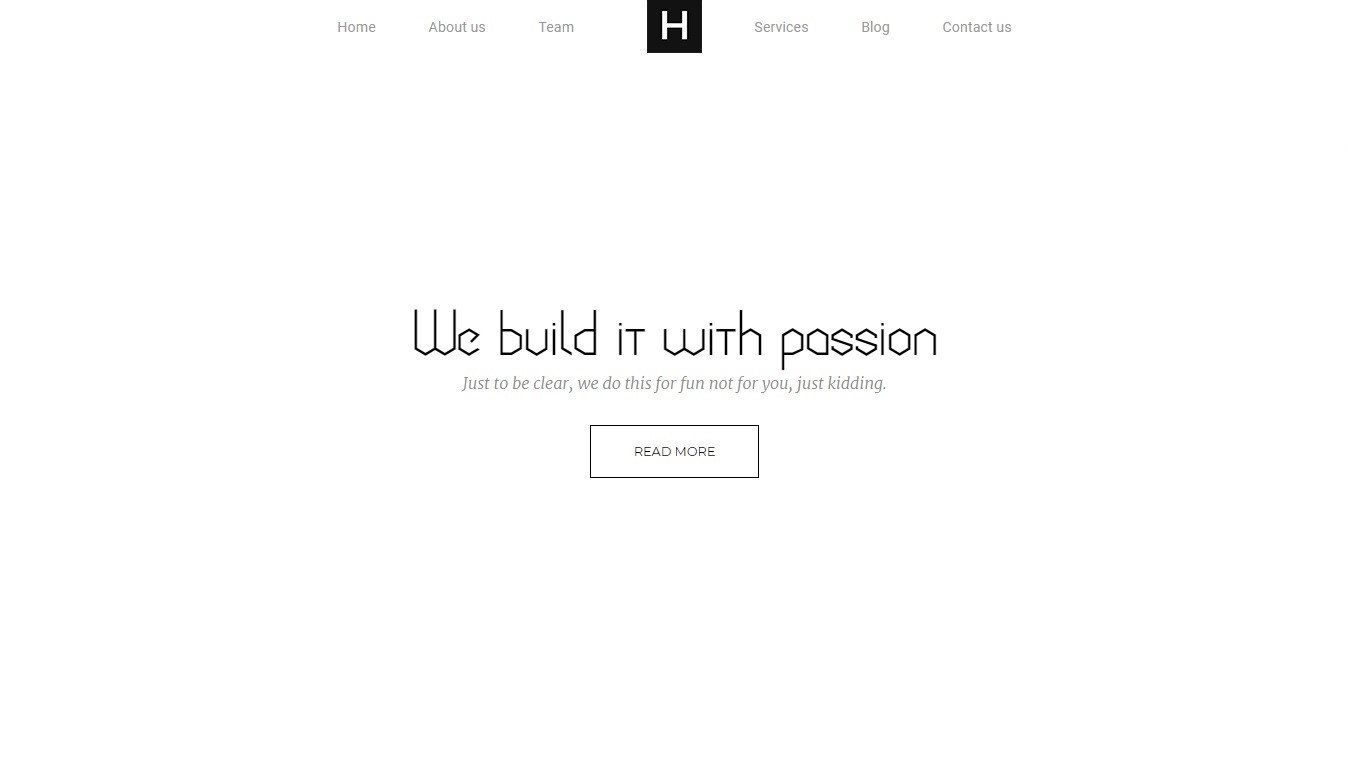 Home About us Team H Services Blog Contact us
We build it with passion
Just to be clear, we do this for fun not for you, just kidding.
READ MORE